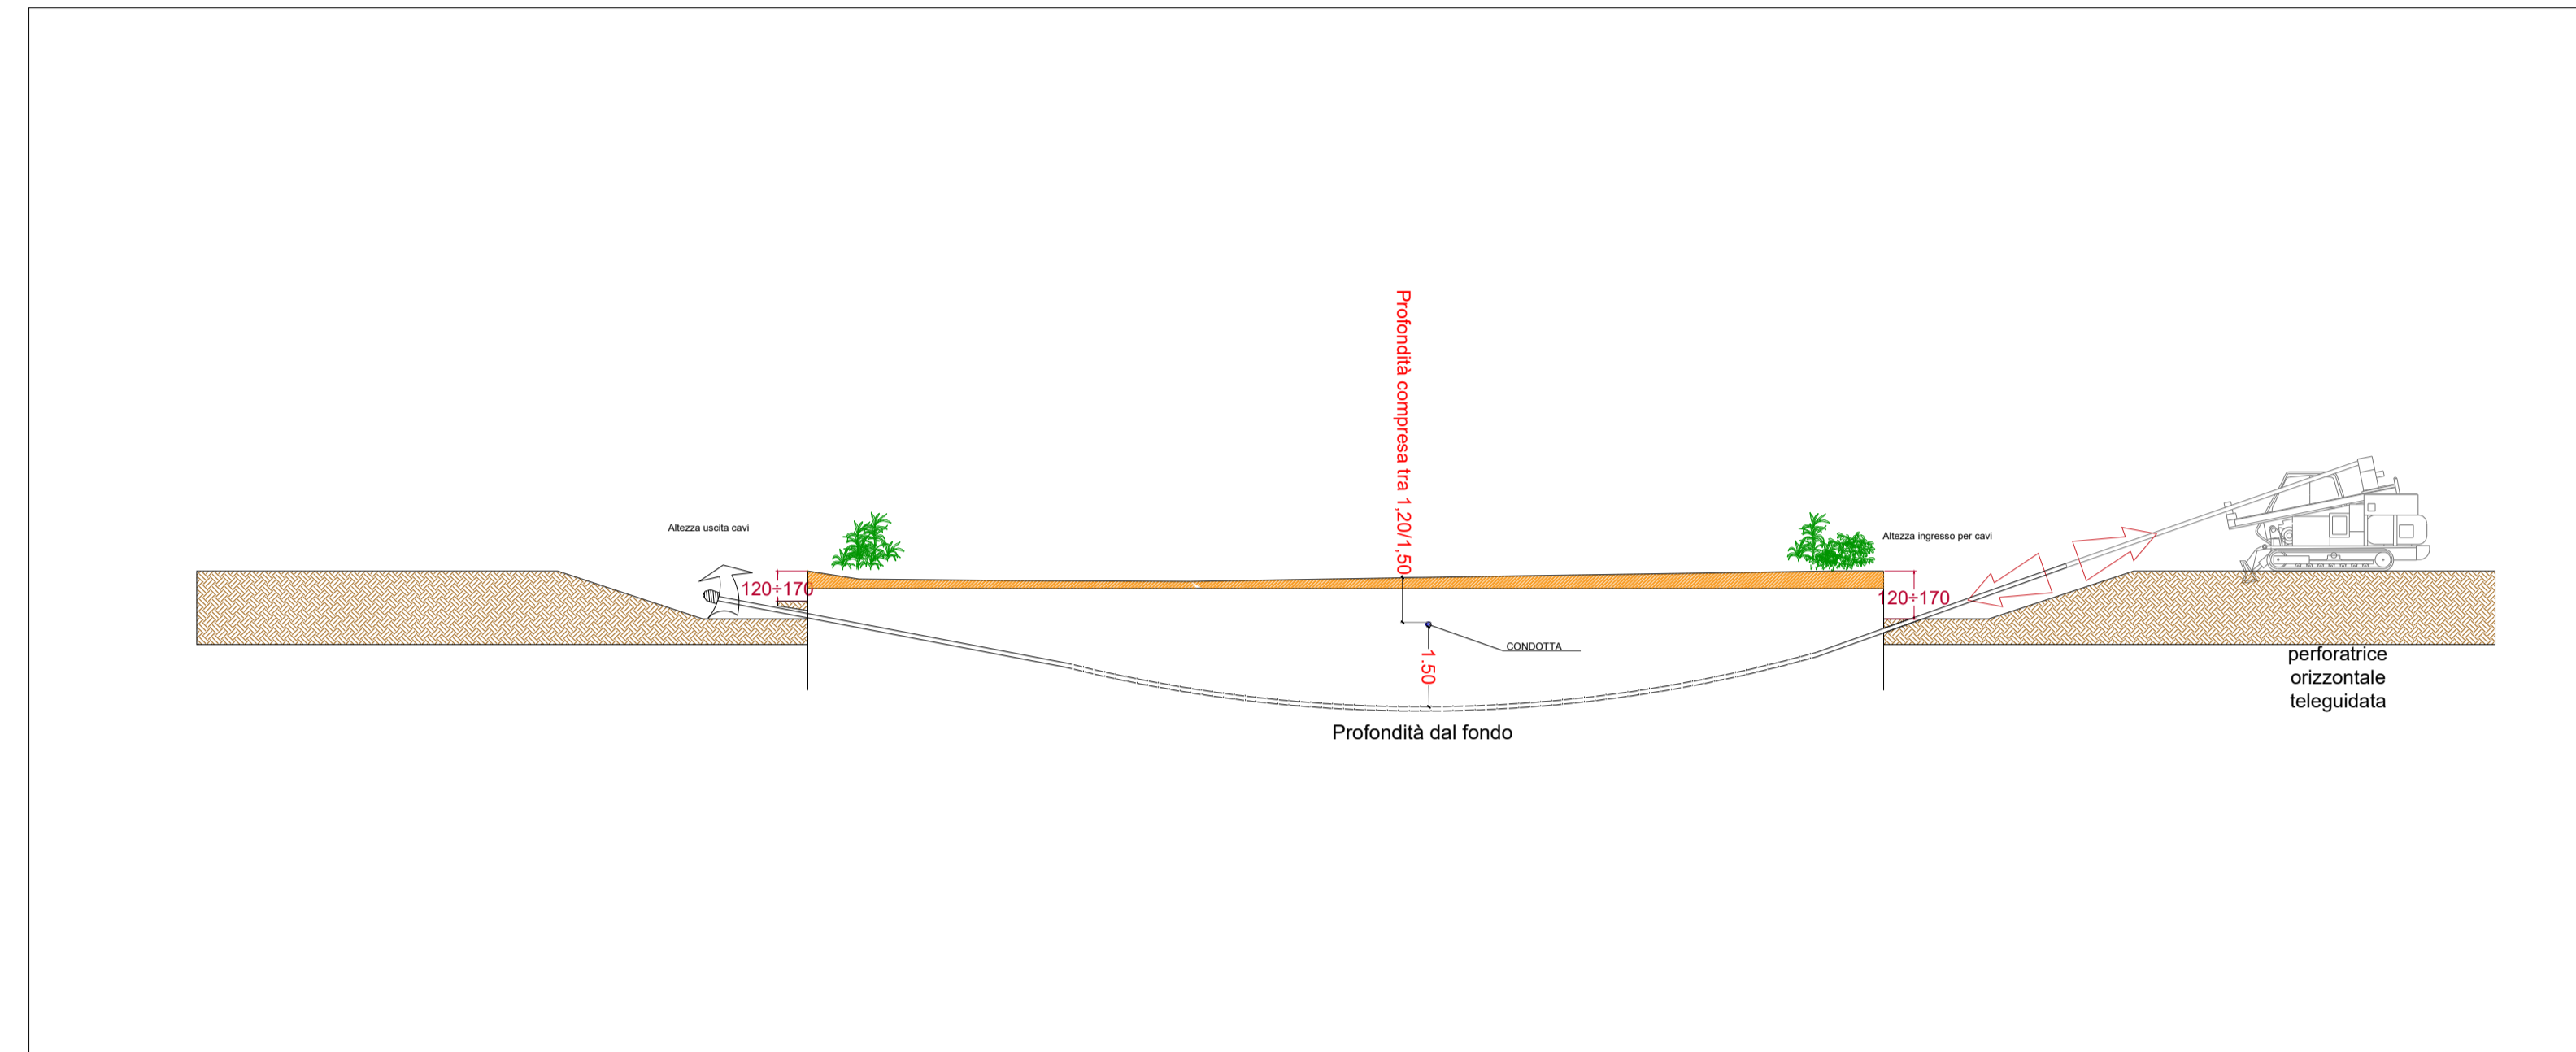 Profondità compresa tra 1,20/1,50
Altezza uscita cavi
Altezza ingresso per cavi
120÷170
120÷170
CONDOTTA
1.50
perforatrice
orizzontale
teleguidata
Profondità dal fondo